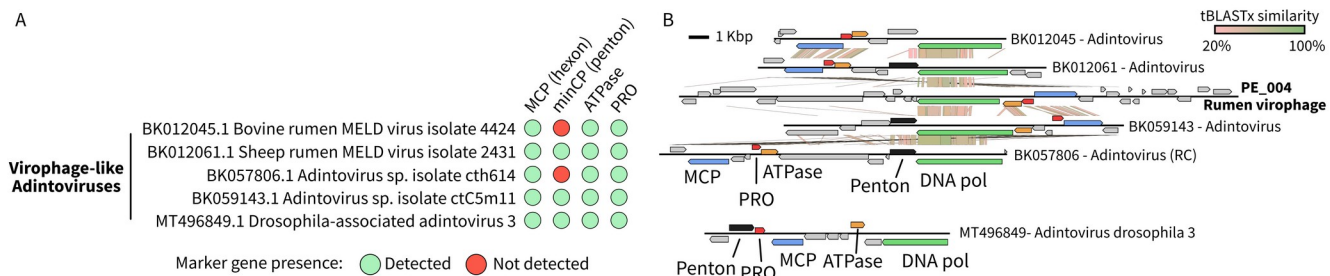 A
MCP (hexon)
minCP (penton)
ATPase
PRO
BK012045.1 Bovine rumen MELD virus isolate 4424
BK012061.1 Sheep rumen MELD virus isolate 2431
BK057806.1 Adintovirus sp. isolate cth614
BK059143.1 Adintovirus sp. isolate ctC5m11
MT496849.1 Drosophila-associated adintovirus 3
Virophage-like
Adintoviruses
Marker gene presence: Detected Not detected
B
1 Kbp
tBLASTx similarity
20% 100%
BK012045 - Adintovirus
BK012061 - Adintovirus
PE_004
Rumen virophage
BK059143 - Adintovirus
BK057806 - Adintovirus (RC)
MCP
PRO
ATPase
Penton
DNA pol
MT496849- Adintovirus drosophila 3
Penton
PRO
MCP
ATPase
DNA pol